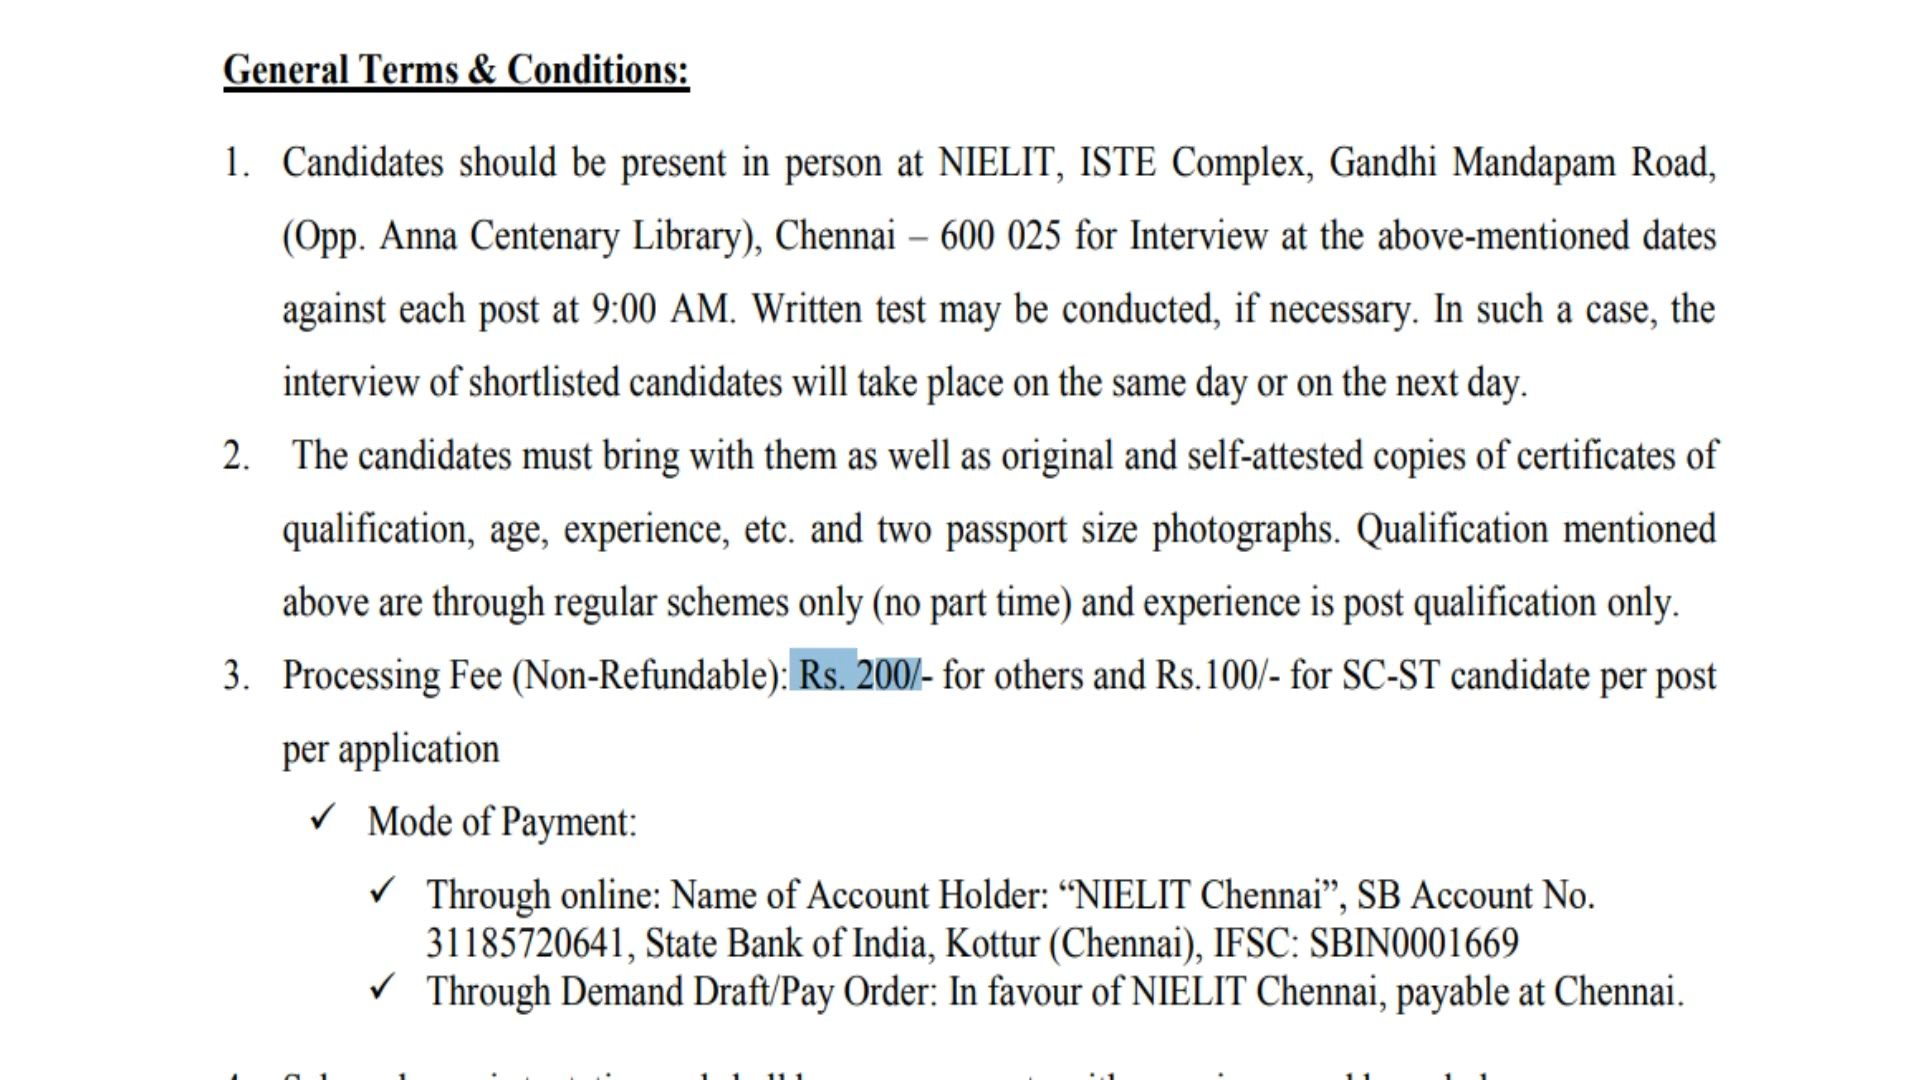 General Terms & Conditions:
1. Candidates should be present in person at NIELIT, ISTE Complex, Gandhi Mandapam Road,
(Opp. Anna Centenary Library), Chennai – 600 025 for Interview at the above-mentioned dates
against each post at 9:00 AM. Written test may be conducted, if necessary. In such a case, the
interview of shortlisted candidates will take place on the same day or on the next day.
2. The candidates must bring with them as well as original and self-attested copies of certificates of
qualification, age, experience, etc. and two passport size photographs. Qualification mentioned
above are through regular schemes only (no part time) and experience is post qualification only.
3. Processing Fee (Non-Refundable): Rs. 200/- for others and Rs.100/- for SC-ST candidate per post
per application
✓ Mode of Payment:
✓ Through online: Name of Account Holder: “NIELIT Chennai”, SB Account No.
31185720641, State Bank of India, Kottur (Chennai), IFSC: SBIN0001669
✓ Through Demand Draft/Pay Order: In favour of NIELIT Chennai, payable at Chennai.